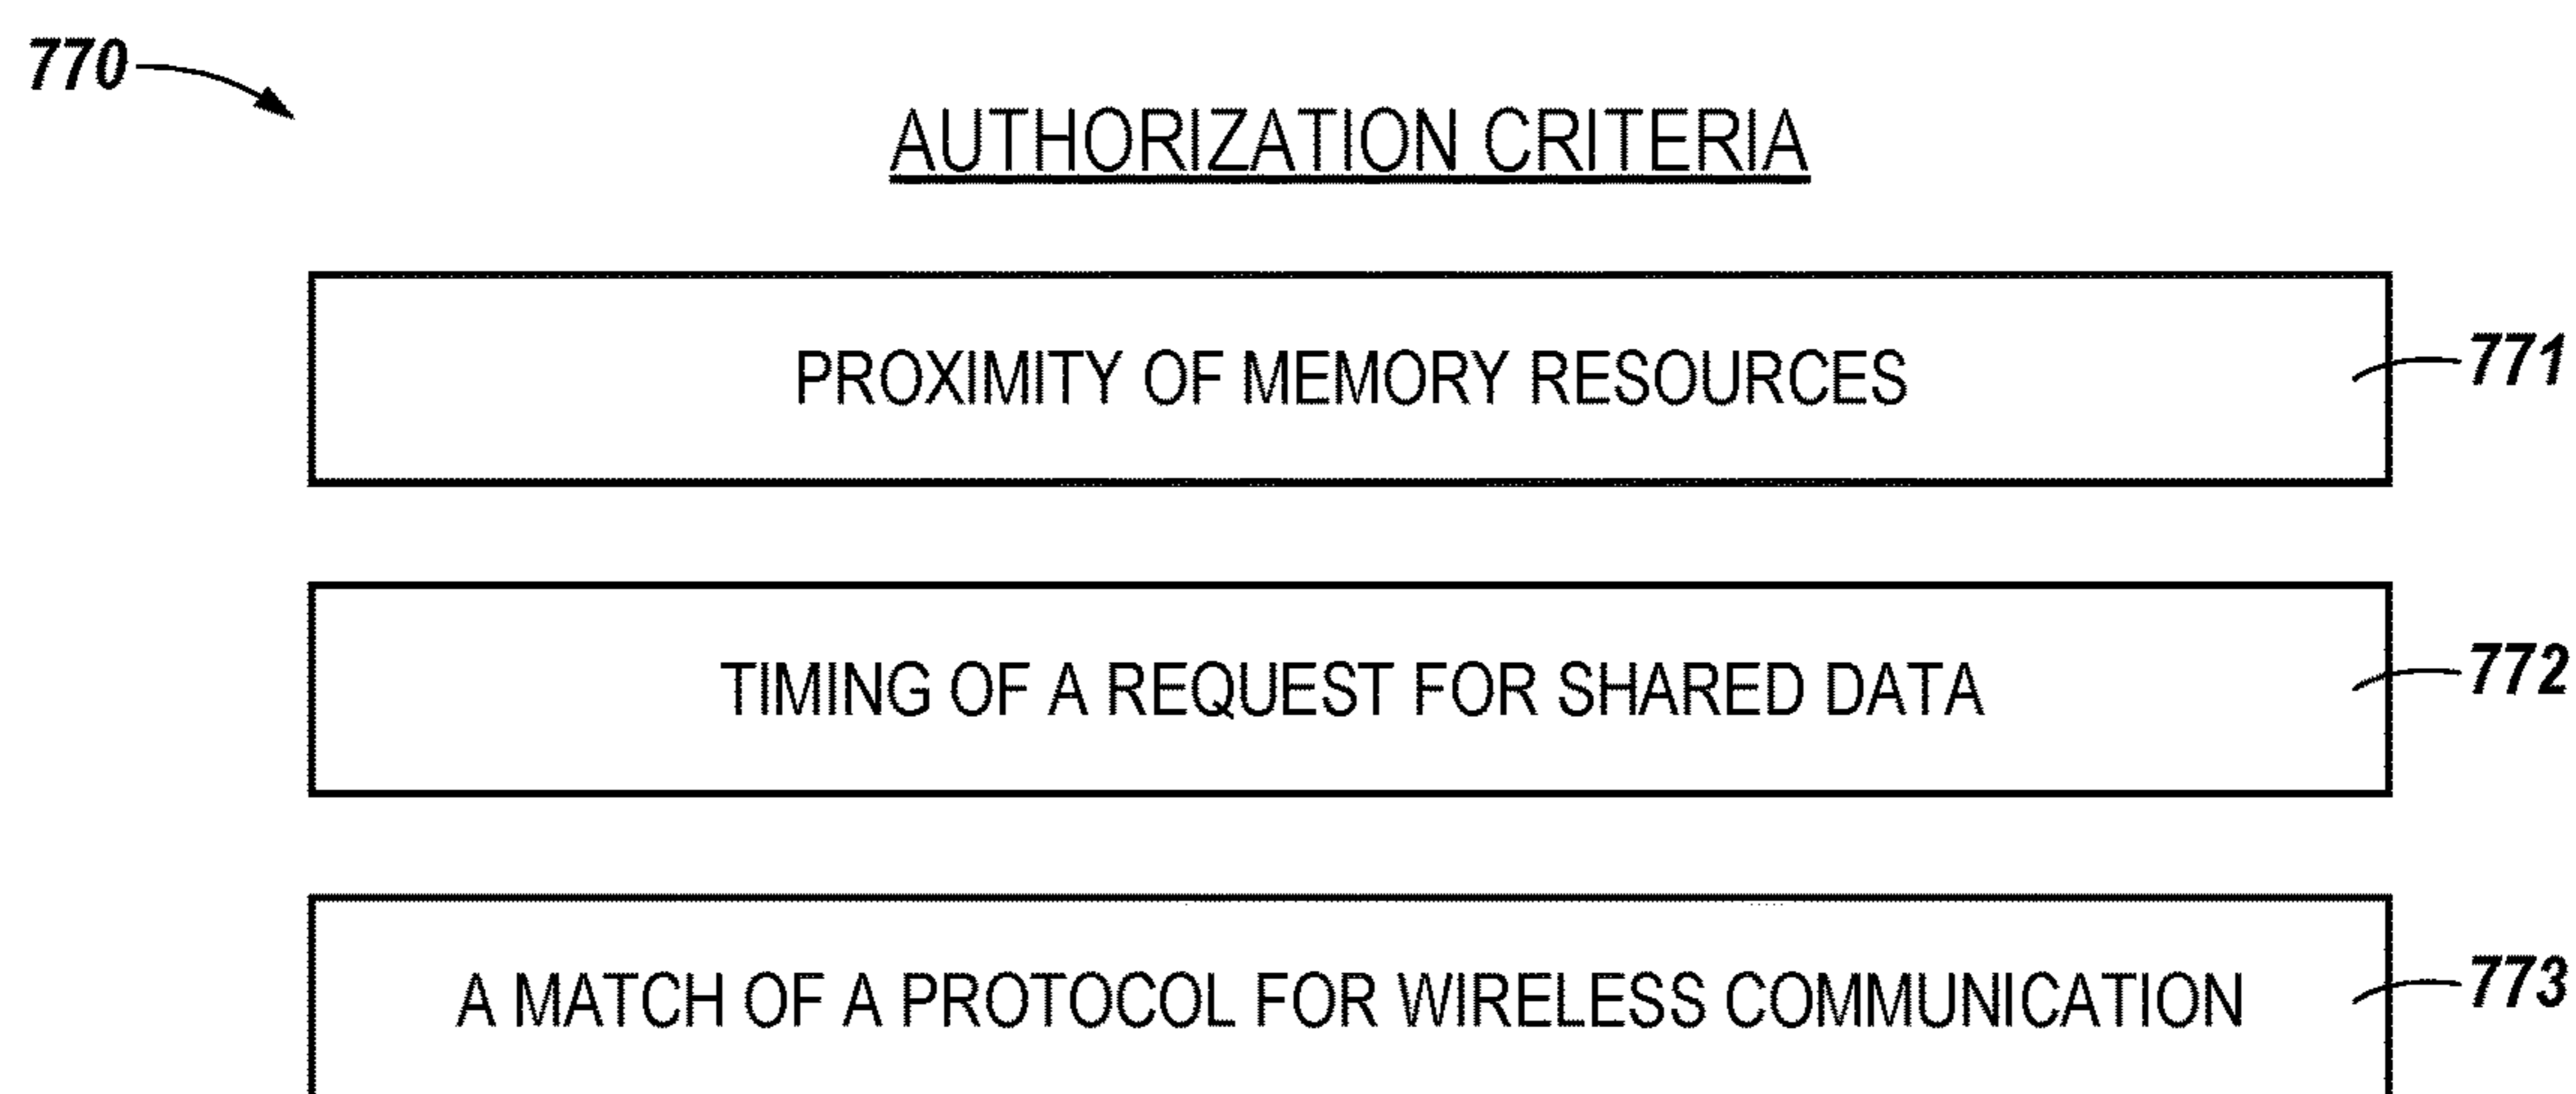 770
AUTHORIZATION CRITERIA
PROXIMITY OF MEMORY RESOURCES
771
TIMING OF A REQUEST FOR SHARED DATA
772
A MATCH OF A PROTOCOL FOR WIRELESS COMMUNICATION
773